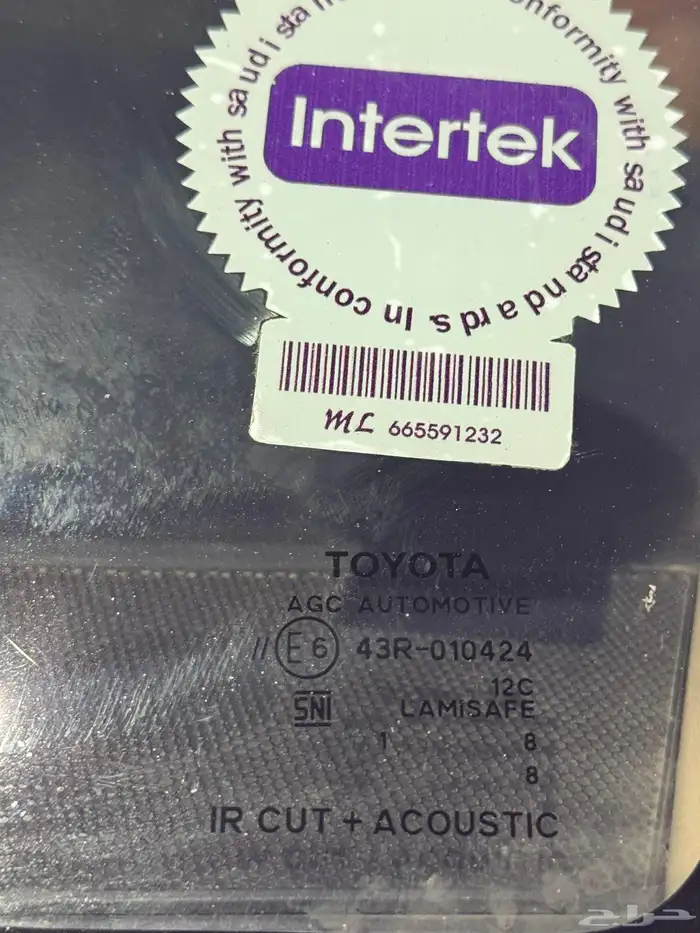 In conformity with saudi standards. In conformity with saudi sta
Intertek
ML 665591232
TOYOTA
AGC AUTOMOTIVE
// E6 43R-010424
12C
SNI LAMISAFE
1 8
8
IR CUT + ACOUSTIC
حراج